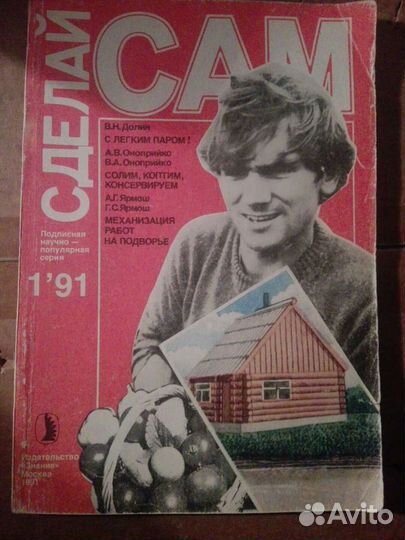 СДЕЛАЙ
САМ
В.Н.Долин
С ЛЕГКИМ ПАРОМ!
А.В.Оноприйко
В.А.Оноприйко
СОЛИМ, КОПТИМ,
КОНСЕРВИРУЕМ
А.Г.Ярмош
Г.С.Ярмош
МЕХАНИЗАЦИЯ
РАБОТ
НА ПОДВОРЬЕ
Подписная
научно —
популярная
серия
1'91
Издательство
«Знание»
Москва
1991
Avito